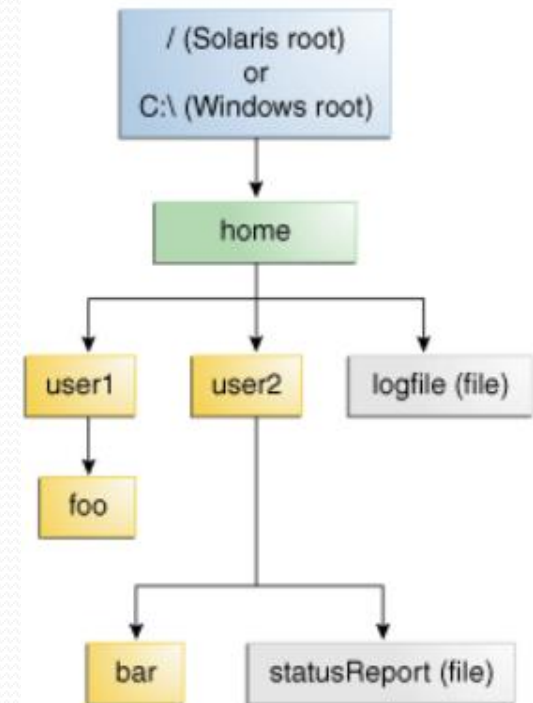 / (Solaris root)
or
C:\ (Windows root)
home
user1
user2
logfile (file)
foo
bar
statusReport (file)